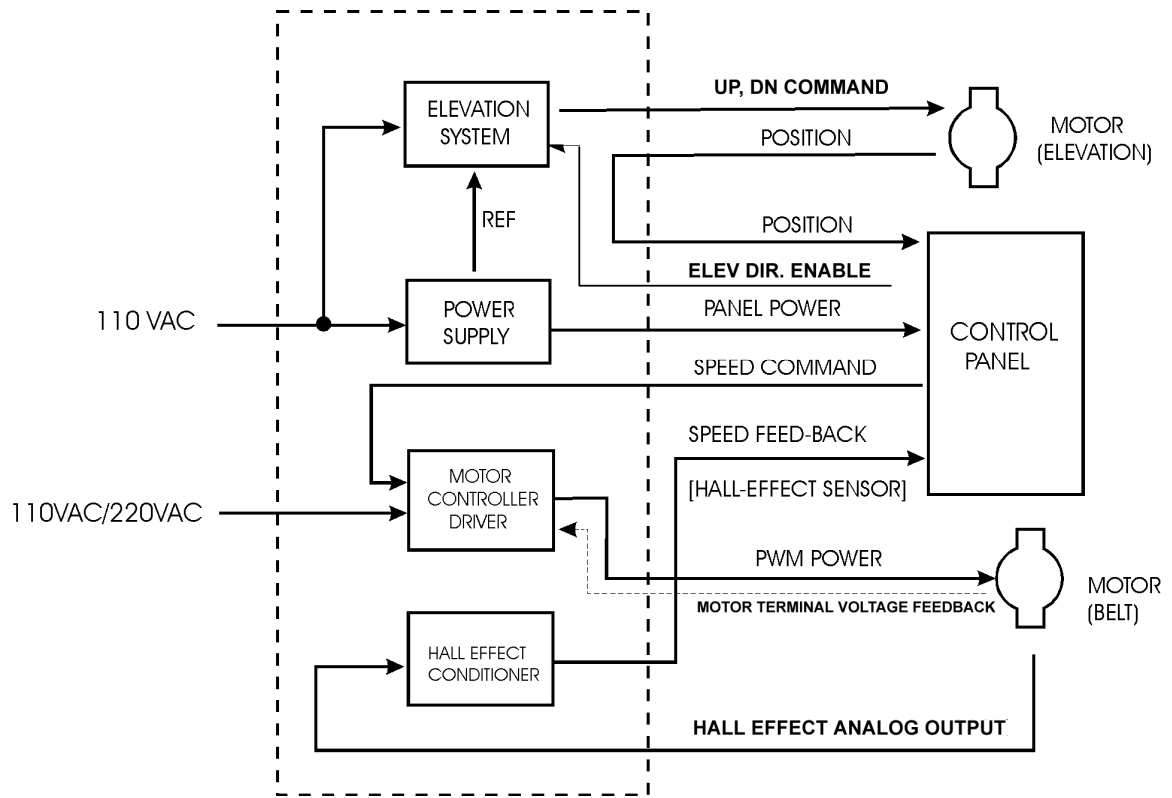 UP, DN COMMAND
ELEVATION
SYSTEM
MOTOR
(ELEVATION)
POSITION
REF
POSITION
ELEV DIR. ENABLE
110 VAC
POWER
SUPPLY
PANEL POWER
CONTROL
PANEL
SPEED COMMAND
SPEED FEED-BACK
MOTOR
CONTROLLER
DRIVER
[HALL-EFFECT SENSOR]
110VAC/220VAC
PWM POWER
MOTOR
(BELT)
MOTOR TERMINAL VOLTAGE FEEDBACK
HALL EFFECT
CONDITIONER
HALL EFFECT ANALOG OUTPUT